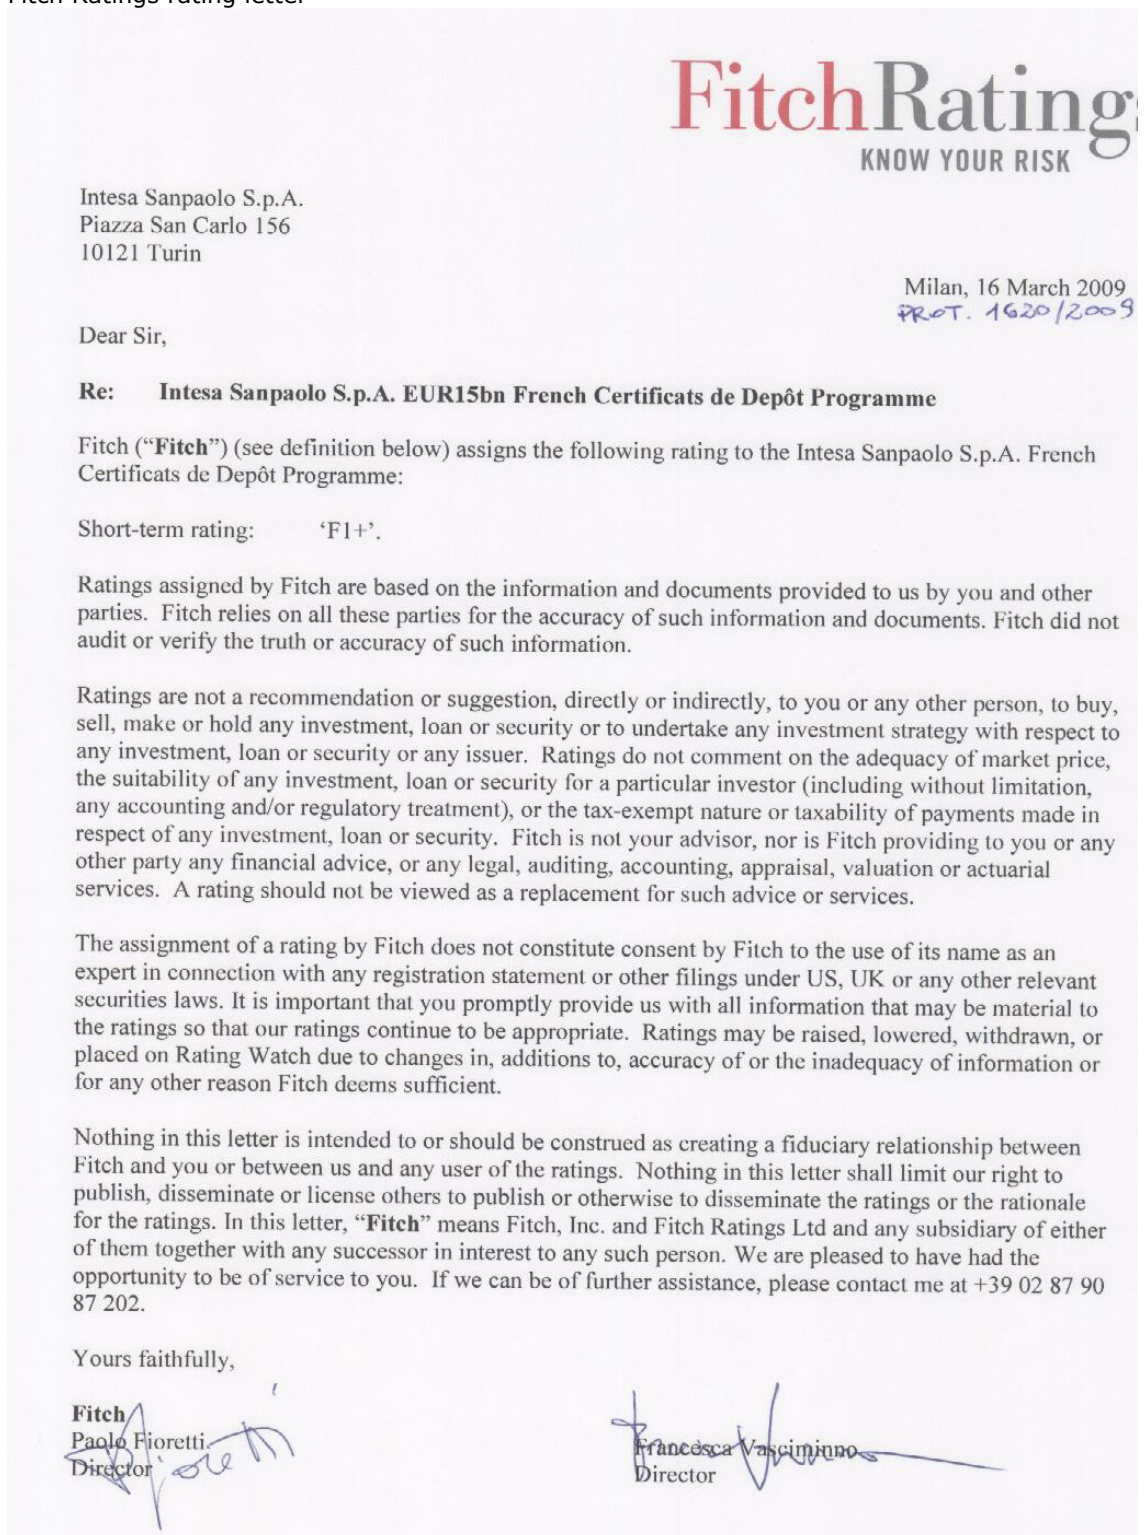 Fitch Ratings rating letter
FitchRatings
KNOW YOUR RISK
Intesa Sanpaolo S.p.A.
Piazza San Carlo 156
10121 Turin
Milan, 16 March 2009
PROT. 1620/2009
Dear Sir,
Re: Intesa Sanpaolo S.p.A. EUR15bn French Certificats de Depôt Programme
Fitch (“Fitch”) (see definition below) assigns the following rating to the Intesa Sanpaolo S.p.A. French
Certificats de Depôt Programme:
Short-term rating: ‘F1+’.
Ratings assigned by Fitch are based on the information and documents provided to us by you and other
parties. Fitch relies on all these parties for the accuracy of such information and documents. Fitch did not
audit or verify the truth or accuracy of such information.
Ratings are not a recommendation or suggestion, directly or indirectly, to you or any other person, to buy,
sell, make or hold any investment, loan or security or to undertake any investment strategy with respect to
any investment, loan or security or any issuer. Ratings do not comment on the adequacy of market price,
the suitability of any investment, loan or security for a particular investor (including without limitation,
any accounting and/or regulatory treatment), or the tax-exempt nature or taxability of payments made in
respect of any investment, loan or security. Fitch is not your advisor, nor is Fitch providing to you or any
other party any financial advice, or any legal, auditing, accounting, appraisal, valuation or actuarial
services. A rating should not be viewed as a replacement for such advice or services.
The assignment of a rating by Fitch does not constitute consent by Fitch to the use of its name as an
expert in connection with any registration statement or other filings under US, UK or any other relevant
securities laws. It is important that you promptly provide us with all information that may be material to
the ratings so that our ratings continue to be appropriate. Ratings may be raised, lowered, withdrawn, or
placed on Rating Watch due to changes in, additions to, accuracy of or the inadequacy of information or
for any other reason Fitch deems sufficient.
Nothing in this letter is intended to or should be construed as creating a fiduciary relationship between
Fitch and you or between us and any user of the ratings. Nothing in this letter shall limit our right to
publish, disseminate or license others to publish or otherwise to disseminate the ratings or the rationale
for the ratings. In this letter, “Fitch” means Fitch, Inc. and Fitch Ratings Ltd and any subsidiary of either
of them together with any successor in interest to any such person. We are pleased to have had the
opportunity to be of service to you. If we can be of further assistance, please contact me at +39 02 87 90
87 202.
Yours faithfully,
Fitch
Paolo Fioretti
Director
Francesca Vasciminno
Director